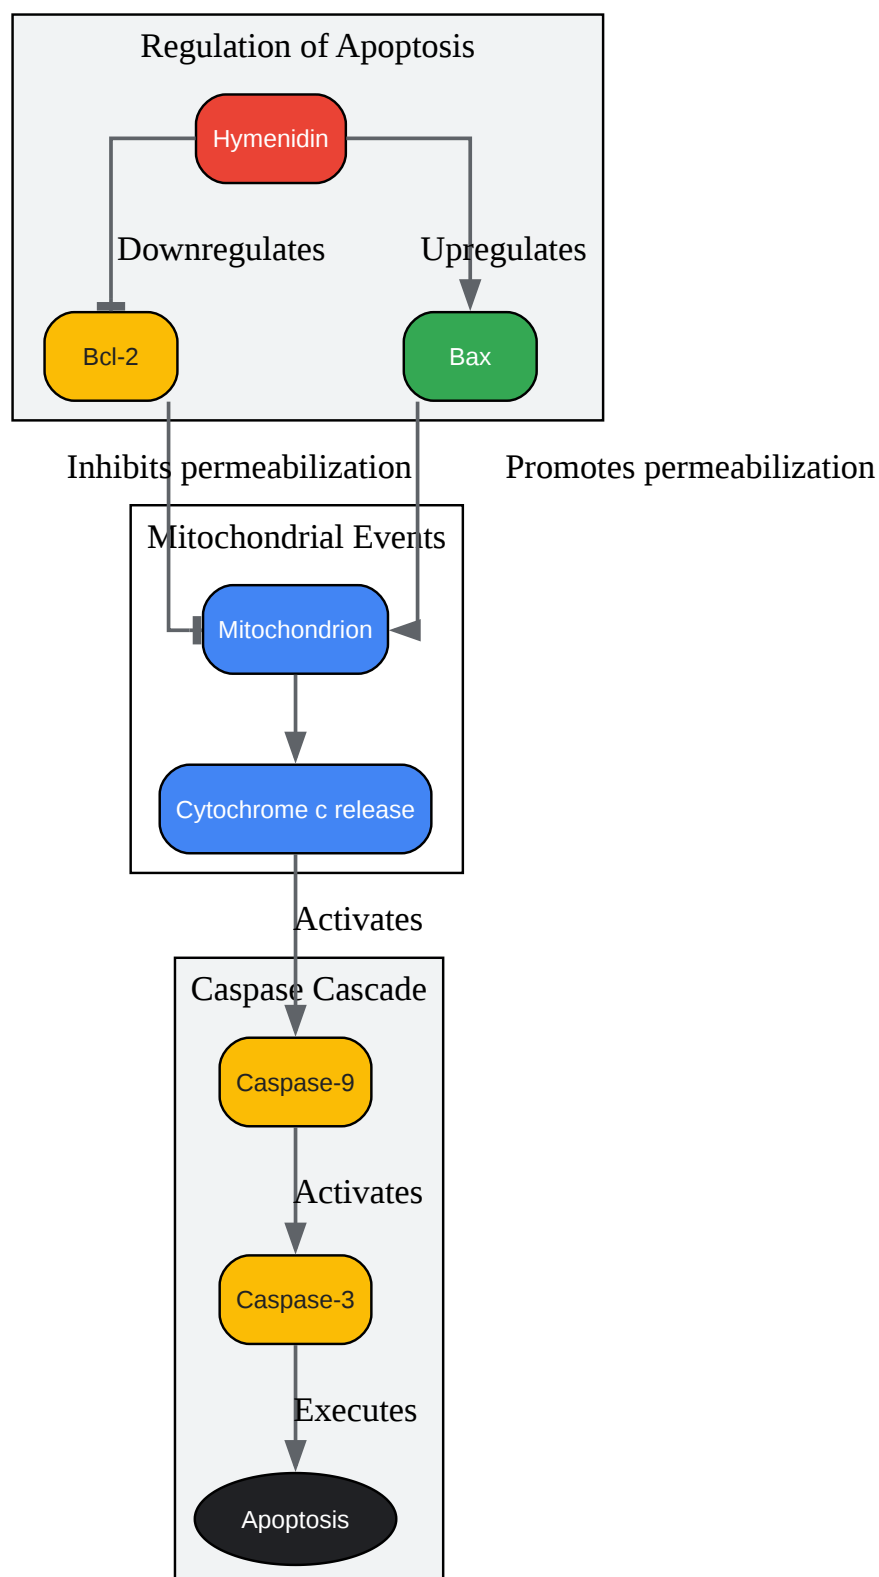 Regulation of Apoptosis
Hymenidin
Downregulates
Upregulates
Bcl-2
Bax
Inhibits permeabilization
Promotes permeabilization
Mitochondrial Events
Mitochondrion
Cytochrome c release
Activates
Caspase Cascade
Caspase-9
Activates
Caspase-3
Executes
Apoptosis